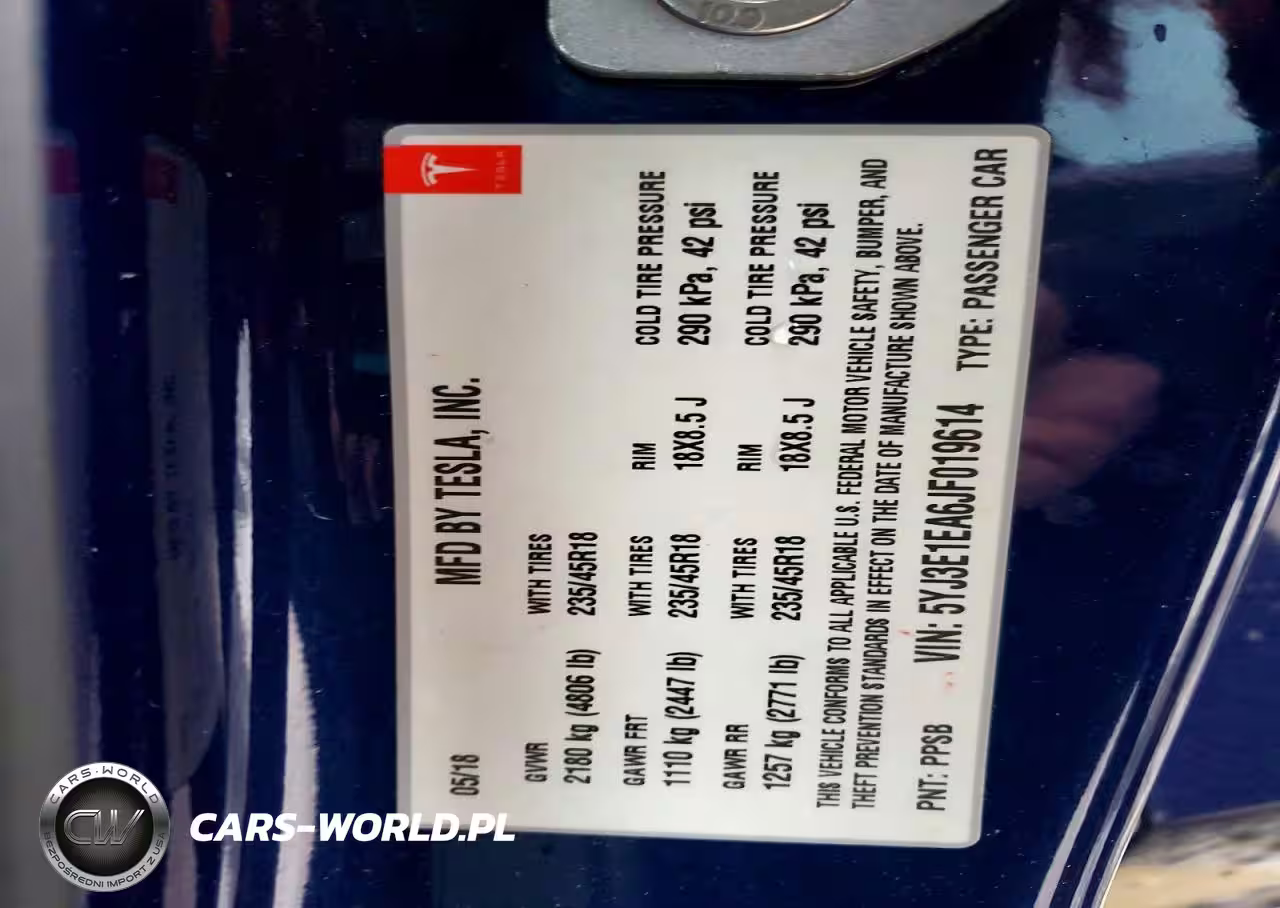 TESLA
05/18 MFD BY TESLA, INC.
GVWR WITH TIRES
2180 kg (4806 lb) 235/45R18
GAWR FRT WITH TIRES RIM COLD TIRE PRESSURE
1110 kg (2447 lb) 235/45R18 18X8.5 J 290 kPa, 42 psi
GAWR RR WITH TIRES RIM COLD TIRE PRESSURE
1257 kg (2771 lb) 235/45R18 18X8.5 J 290 kPa, 42 psi
THIS VEHICLE CONFORMS TO ALL APPLICABLE U.S. FEDERAL MOTOR VEHICLE SAFETY, BUMPER, AND
THEFT PREVENTION STANDARDS IN EFFECT ON THE DATE OF MANUFACTURE SHOWN ABOVE.
PNT: PPSB VIN: 5YJ3E1EA6JF019614 TYPE: PASSENGER CAR
CARS-WORLD
CW
BEZPOŚREDNI IMPORT Z USA
CARS-WORLD.PL